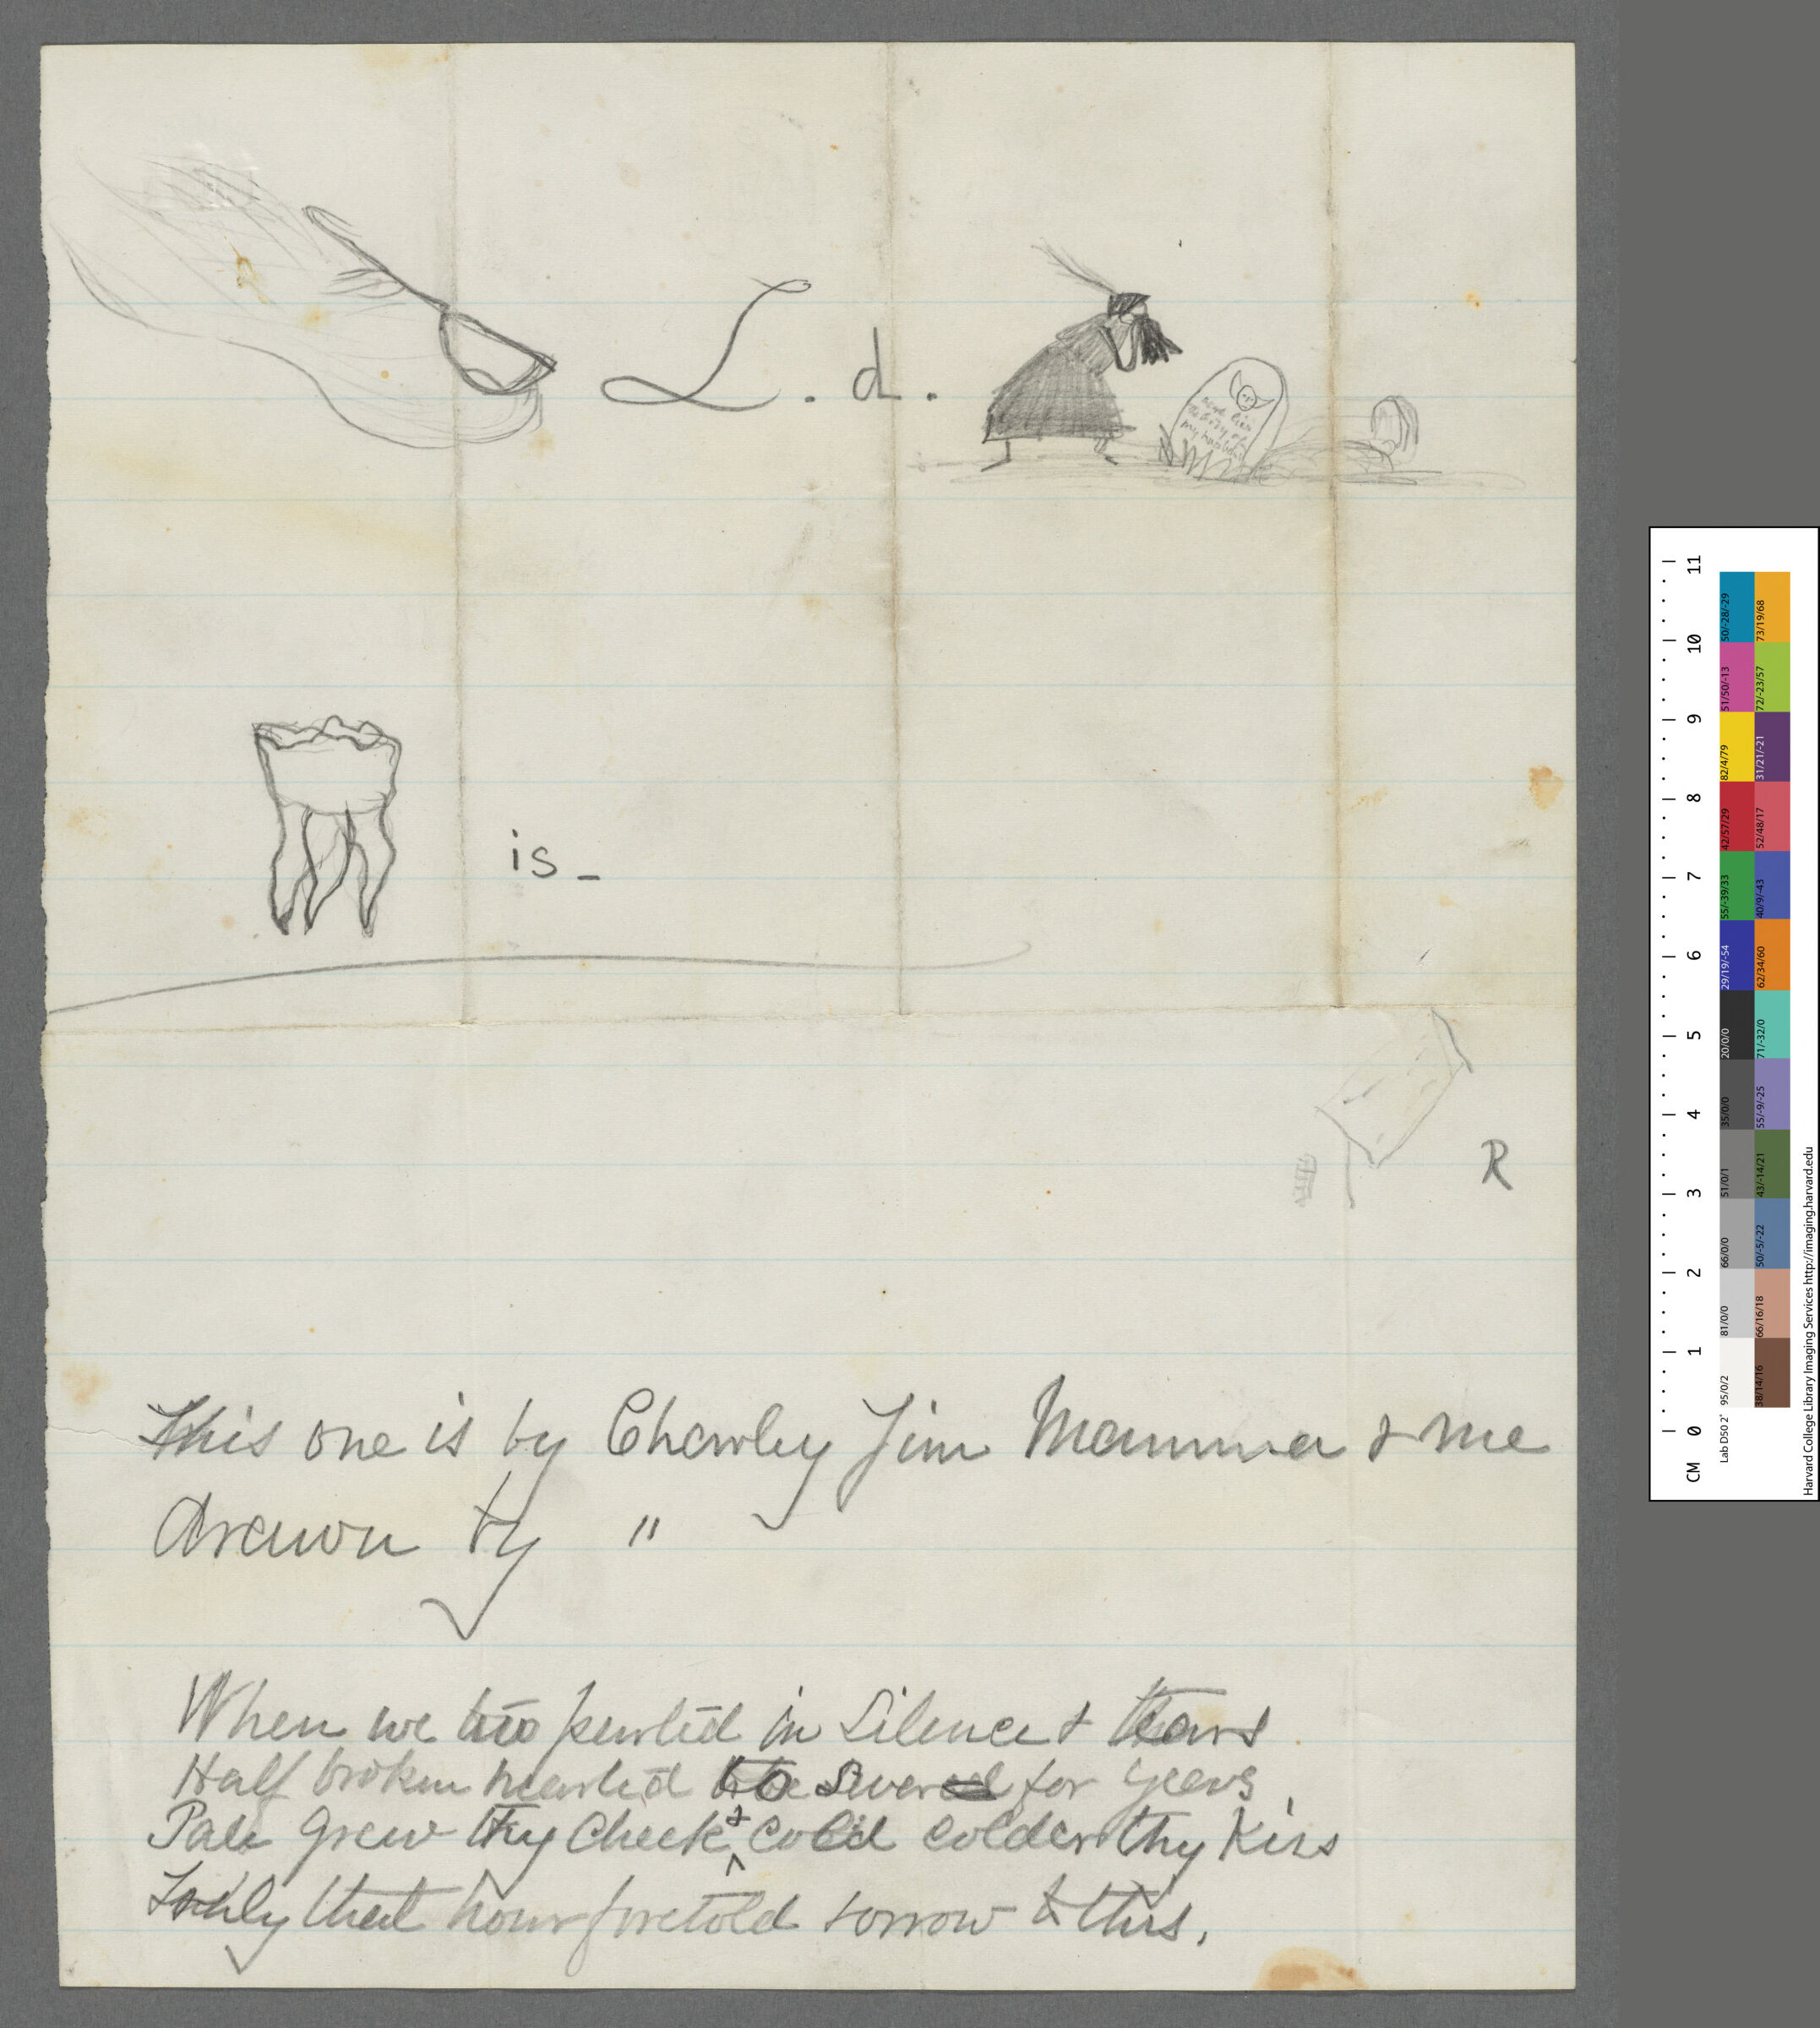 L. d.
here lies
the body of
my husband
is -
R
This one is by Charley Jim Mamma & me
drawn by "
When we two parted in Silence & tears
Half broken hearted to sever for years
Pale grew thy Cheek & Cold colder thy Kiss
Truly that hour foretold sorrow to this.
CM 0 1 2 3 4 5 6 7 8 9 10 11
Lab D50 2° 95/0/2 81/0/0 66/0/0 51/0/1 35/0/0 20/0/0 29/19/-54 55/-39/33 42/57/29 82/4/79 51/50/-13 50/-28/-29
38/14/16 66/16/18 50/-5/-22 43/-14/21 55/-9/-25 71/-32/0 62/34/60 40/9/-43 52/48/17 31/21/-21 72/-23/57 73/19/68
Harvard College Library Imaging Services http://imaging.harvard.edu